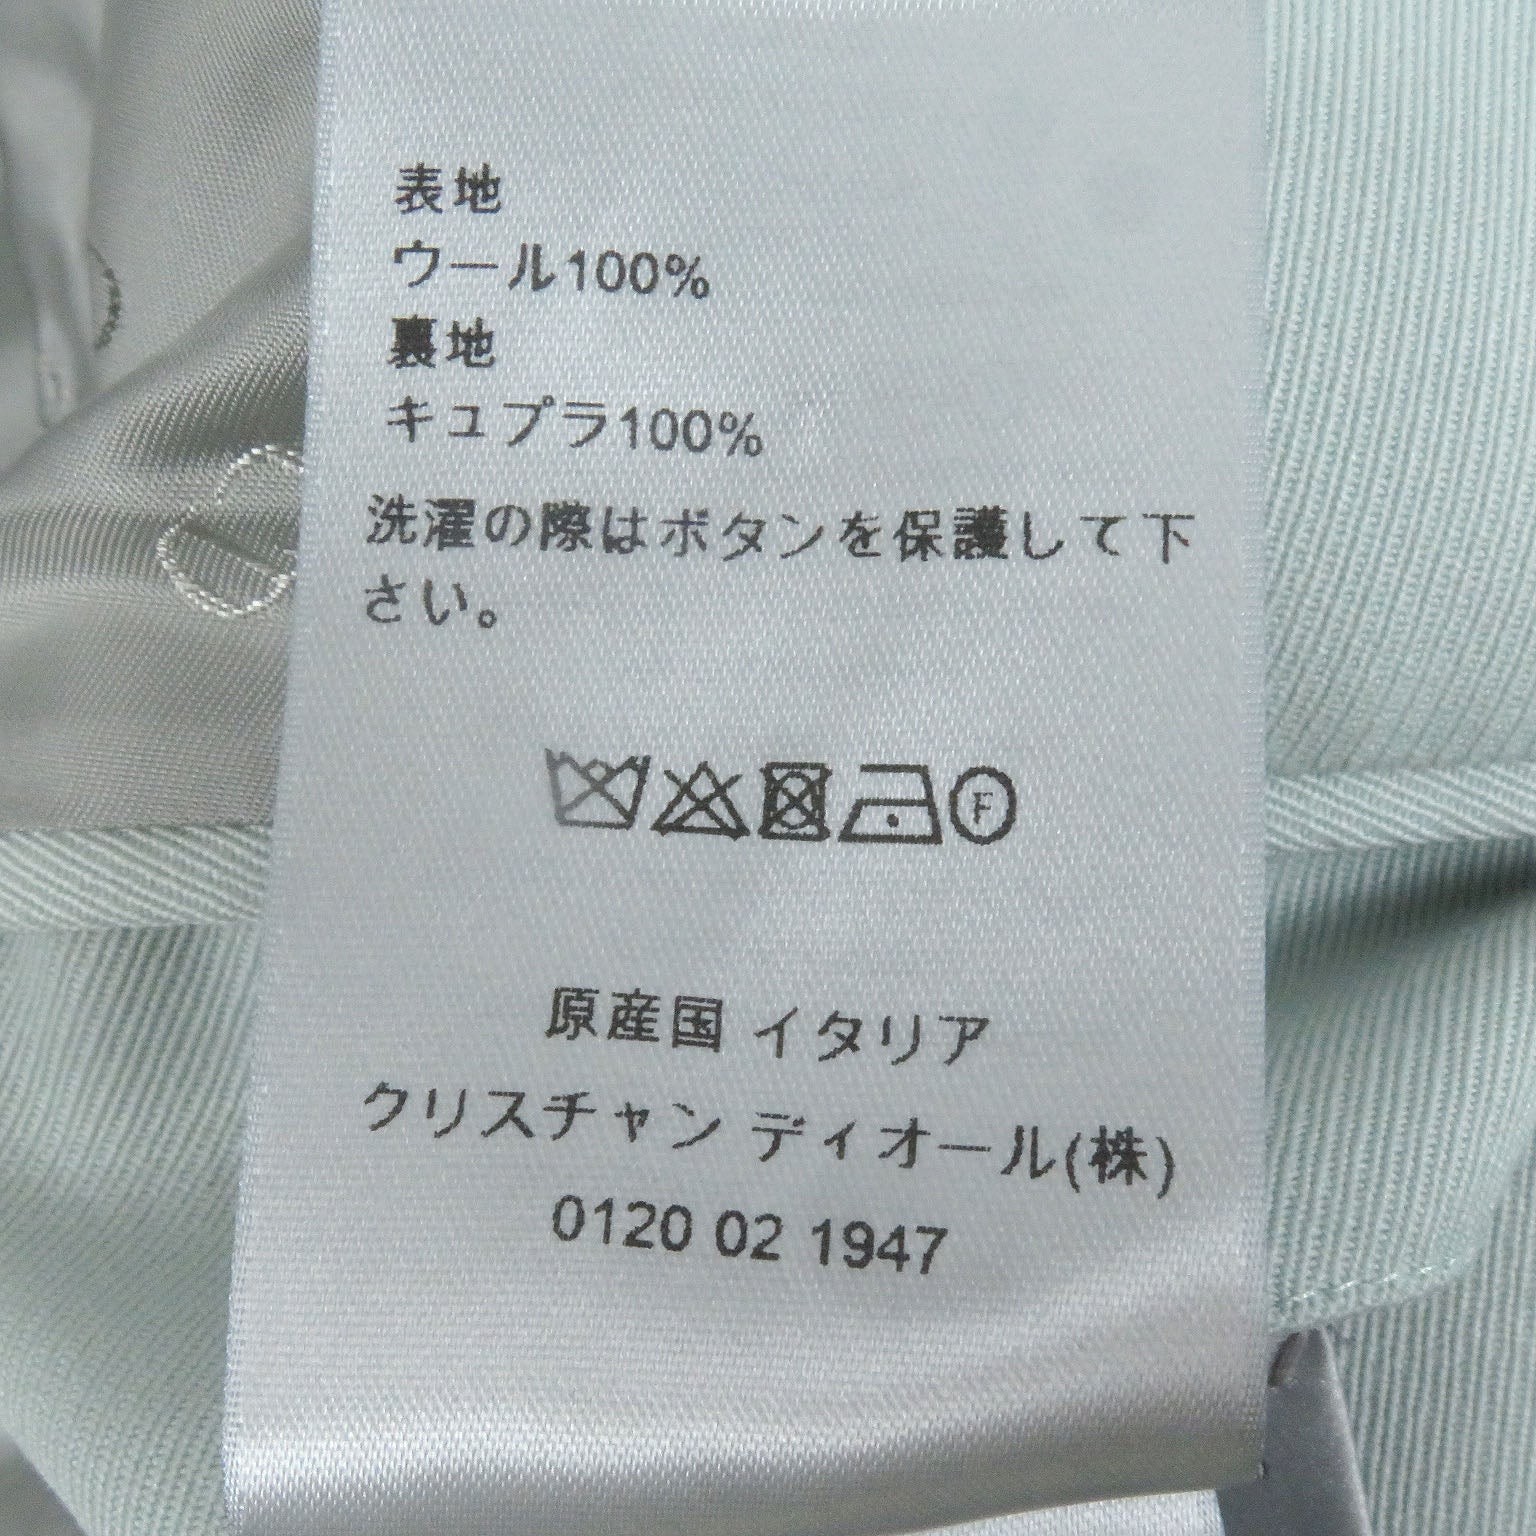 表地
ウール100%
裏地
キュプラ100%
洗濯の際はボタンを保護して下
さい。
F
原産国 イタリア
クリスチャン ディオール(株)
0120 02 1947